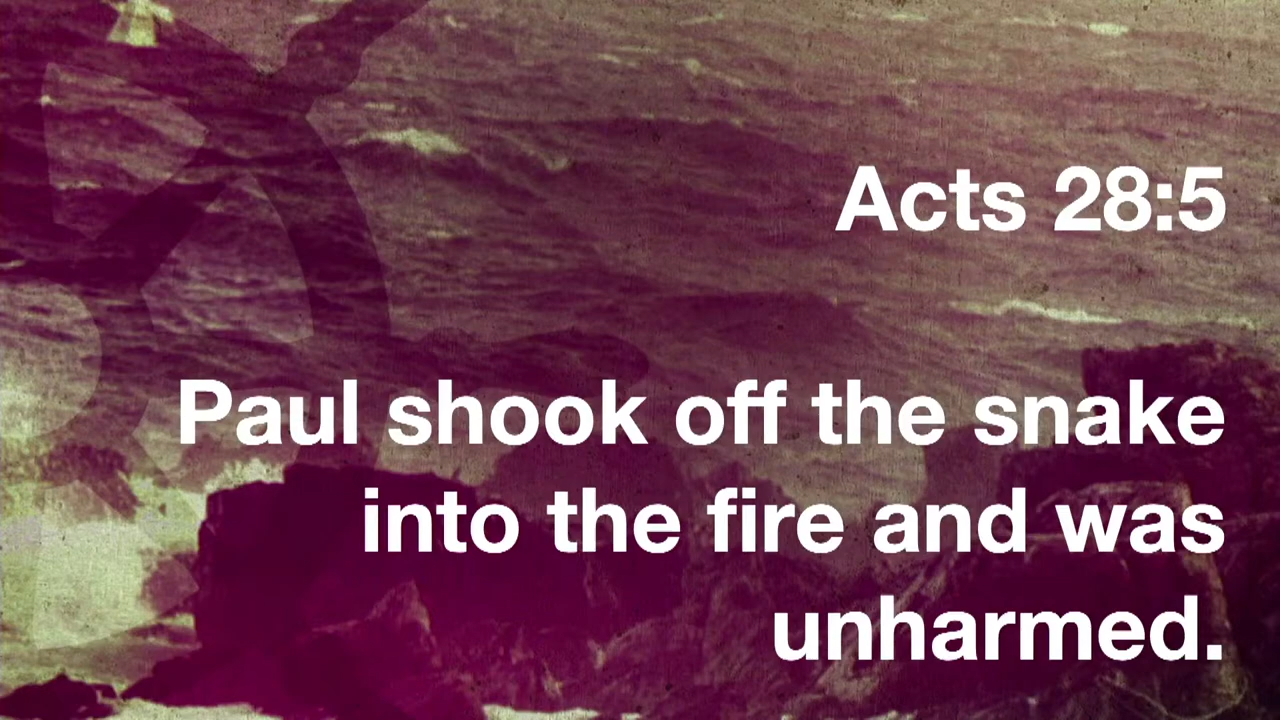 Acts 28:5
Paul shook off the snake
into the fire and was
unharmed.